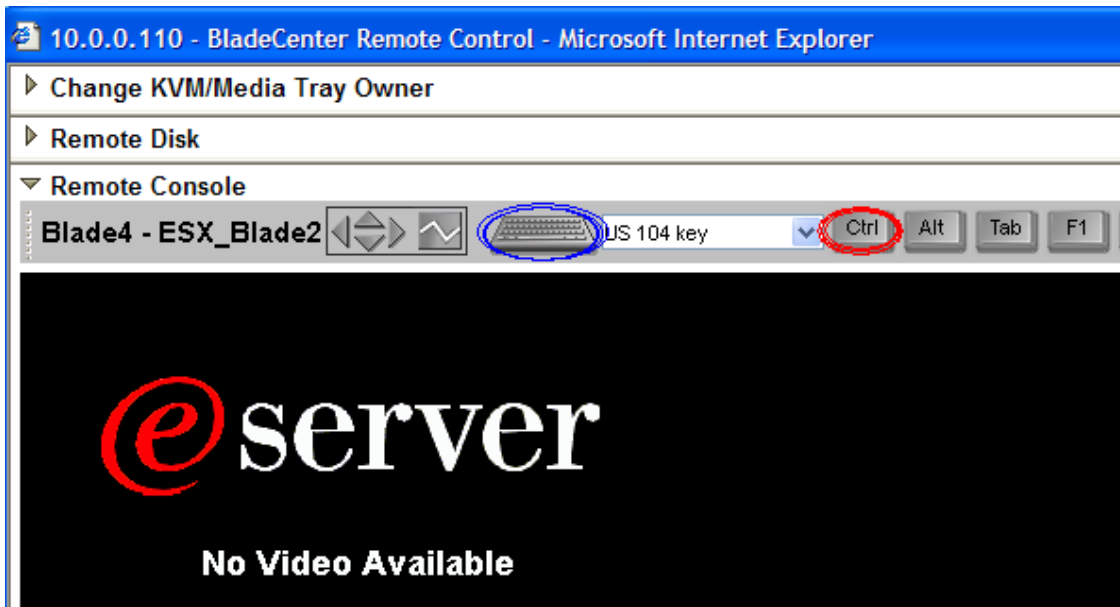 10.0.0.110 - BladeCenter Remote Control - Microsoft Internet Explorer
Change KVM/Media Tray Owner
Remote Disk
Remote Console
Blade4 - ESX_Blade2 US 104 key Ctrl Alt Tab F1
eserver
No Video Available